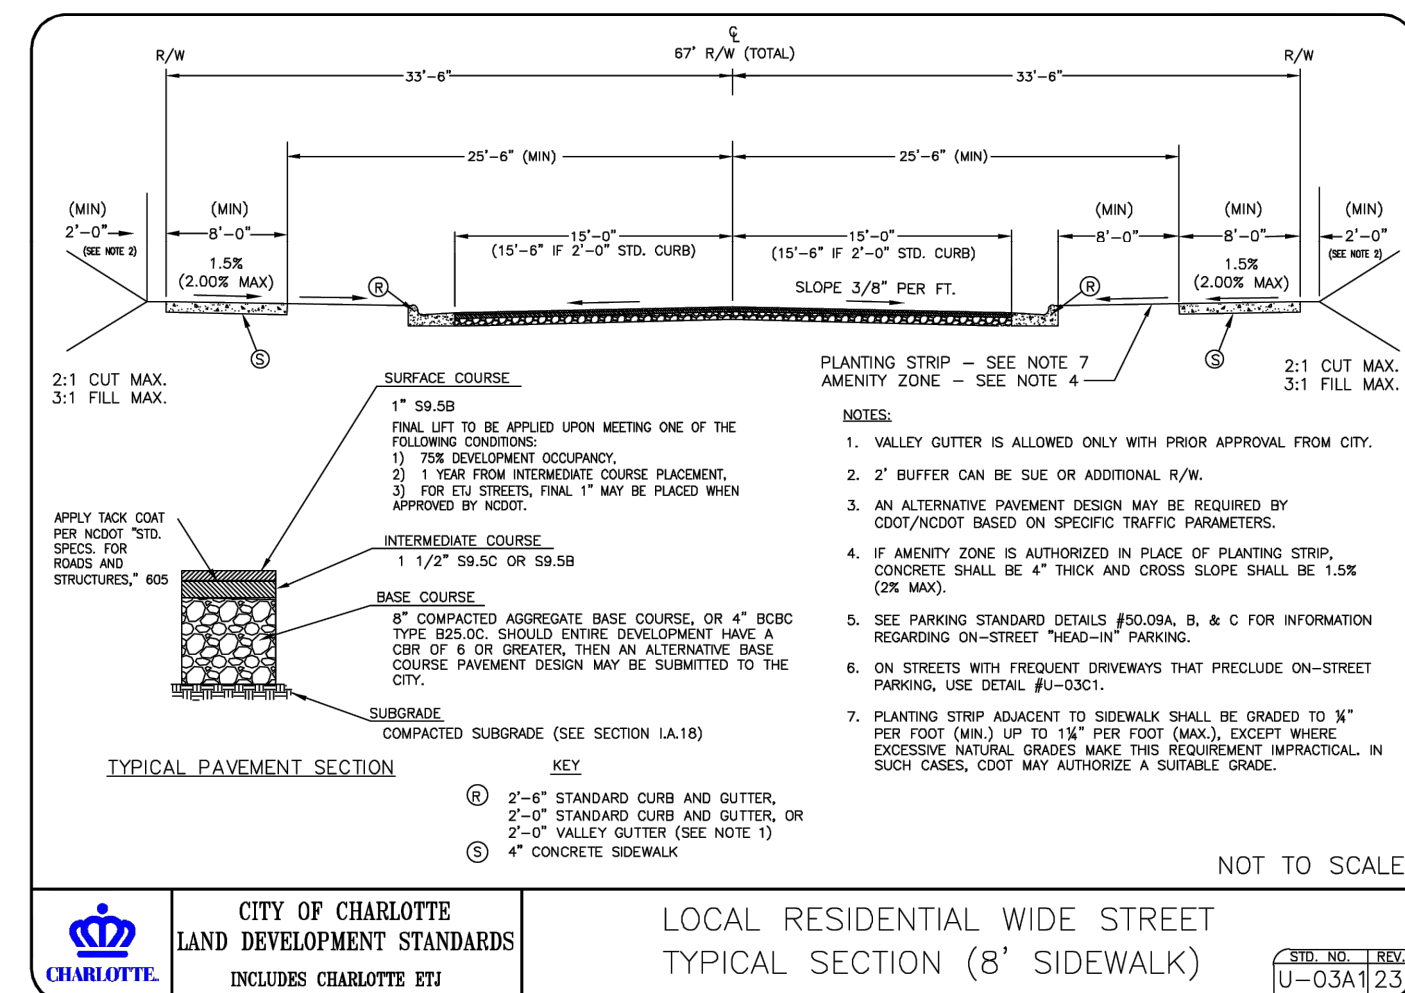 ℄
67' R/W (TOTAL)
R/W
R/W
33'-6"
33'-6"
25'-6" (MIN)
25'-6" (MIN)
(MIN)
2'-0"
(SEE NOTE 2)
(MIN)
8'-0"
1.5%
(2.00% MAX)
15'-0"
(15'-6" IF 2'-0" STD. CURB)
15'-0"
(15'-6" IF 2'-0" STD. CURB)
SLOPE 3/8" PER FT.
(MIN)
8'-0"
(MIN)
8'-0"
1.5%
(2.00% MAX)
(MIN)
2'-0"
(SEE NOTE 2)
R
R
S
S
2:1 CUT MAX.
3:1 FILL MAX.
2:1 CUT MAX.
3:1 FILL MAX.
PLANTING STRIP - SEE NOTE 7
AMENITY ZONE - SEE NOTE 4
SURFACE COURSE
1" S9.5B
FINAL LIFT TO BE APPLIED UPON MEETING ONE OF THE
FOLLOWING CONDITIONS:
1) 75% DEVELOPMENT OCCUPANCY,
2) 1 YEAR FROM INTERMEDIATE COURSE PLACEMENT,
3) FOR ETJ STREETS, FINAL 1" MAY BE PLACED WHEN
APPROVED BY NCDOT.
APPLY TACK COAT
PER NCDOT "STD.
SPECS. FOR
ROADS AND
STRUCTURES," 605
INTERMEDIATE COURSE
1 1/2" S9.5C OR S9.5B
BASE COURSE
8" COMPACTED AGGREGATE BASE COURSE, OR 4" BCBC
TYPE B25.0C. SHOULD ENTIRE DEVELOPMENT HAVE A
CBR OF 6 OR GREATER, THEN AN ALTERNATIVE BASE
COURSE PAVEMENT DESIGN MAY BE SUBMITTED TO THE
CITY.
SUBGRADE
COMPACTED SUBGRADE (SEE SECTION I.A.18)
TYPICAL PAVEMENT SECTION
KEY
R 2'-6" STANDARD CURB AND GUTTER,
2'-0" STANDARD CURB AND GUTTER, OR
2'-0" VALLEY GUTTER (SEE NOTE 1)
S 4" CONCRETE SIDEWALK
NOTES:
1. VALLEY GUTTER IS ALLOWED ONLY WITH PRIOR APPROVAL FROM CITY.
2. 2' BUFFER CAN BE SUE OR ADDITIONAL R/W.
3. AN ALTERNATIVE PAVEMENT DESIGN MAY BE REQUIRED BY
CDOT/NCDOT BASED ON SPECIFIC TRAFFIC PARAMETERS.
4. IF AMENITY ZONE IS AUTHORIZED IN PLACE OF PLANTING STRIP,
CONCRETE SHALL BE 4" THICK AND CROSS SLOPE SHALL BE 1.5%
(2% MAX).
5. SEE PARKING STANDARD DETAILS #50.09A, B, & C FOR INFORMATION
REGARDING ON-STREET "HEAD-IN" PARKING.
6. ON STREETS WITH FREQUENT DRIVEWAYS THAT PRECLUDE ON-STREET
PARKING, USE DETAIL #U-03C1.
7. PLANTING STRIP ADJACENT TO SIDEWALK SHALL BE GRADED TO ¼"
PER FOOT (MIN.) UP TO 1¼" PER FOOT (MAX.), EXCEPT WHERE
EXCESSIVE NATURAL GRADES MAKE THIS REQUIREMENT IMPRACTICAL. IN
SUCH CASES, CDOT MAY AUTHORIZE A SUITABLE GRADE.
NOT TO SCALE
CHARLOTTE.
CITY OF CHARLOTTE
LAND DEVELOPMENT STANDARDS
INCLUDES CHARLOTTE ETJ
LOCAL RESIDENTIAL WIDE STREET
TYPICAL SECTION (8' SIDEWALK)
STD. NO. REV.
U-03A1 23